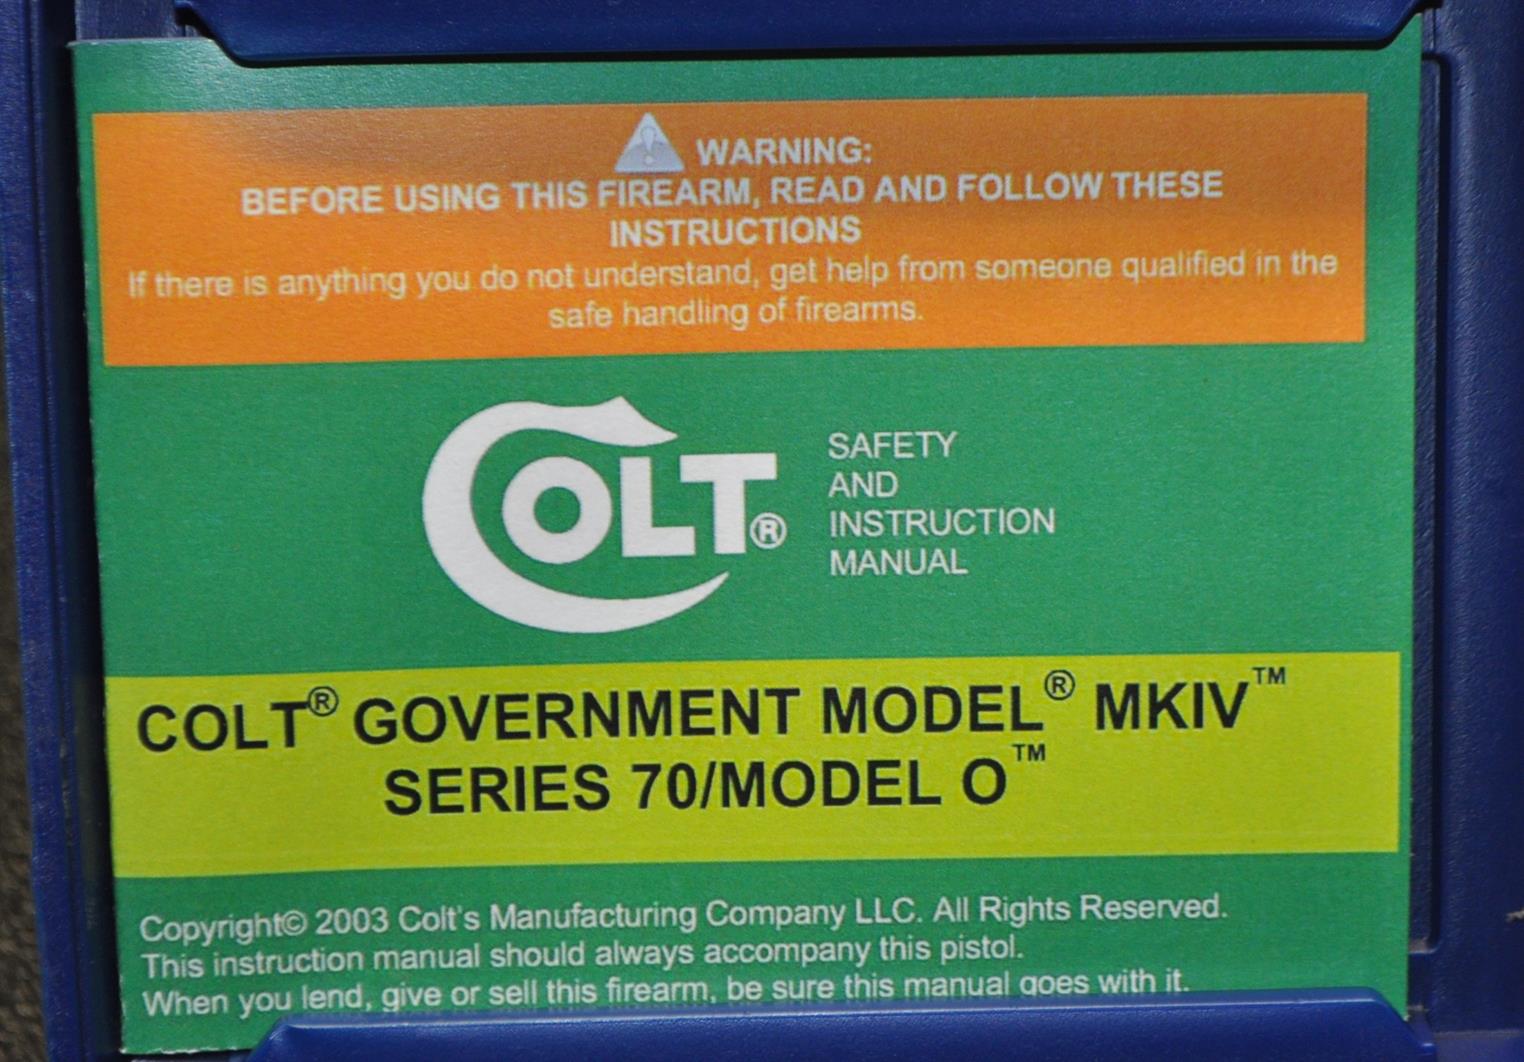 WARNING:
BEFORE USING THIS FIREARM, READ AND FOLLOW THESE
INSTRUCTIONS
If there is anything you do not understand, get help from someone qualified in the
safe handling of firearms.
COLT®
SAFETY
AND
INSTRUCTION
MANUAL
COLT® GOVERNMENT MODEL® MKIV™
SERIES 70/MODEL O™
Copyright© 2003 Colt's Manufacturing Company LLC. All Rights Reserved.
This instruction manual should always accompany this pistol.
When you lend, give or sell this firearm, be sure this manual goes with it.